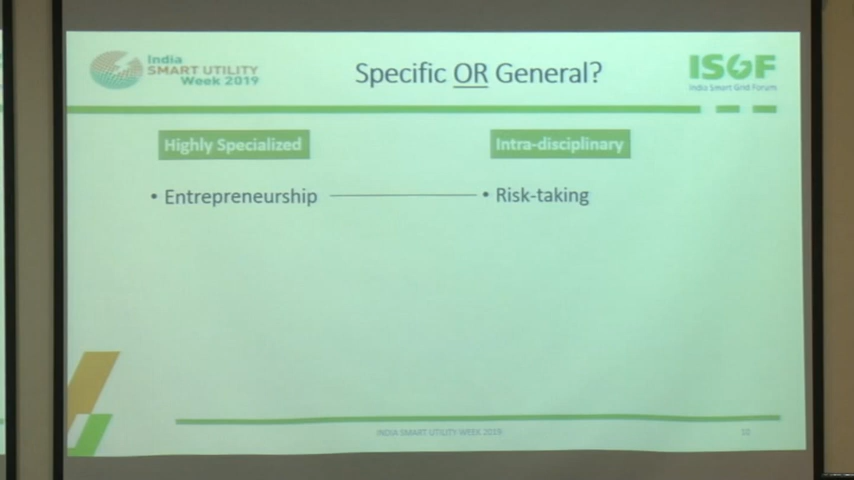 India
SMART UTILITY
Week 2019
Specific OR General?
ISGF
India Smart Grid Forum
Highly Specialized
Intra-disciplinary
• Entrepreneurship
• Risk-taking
INDIA SMART UTILITY WEEK 2019
10